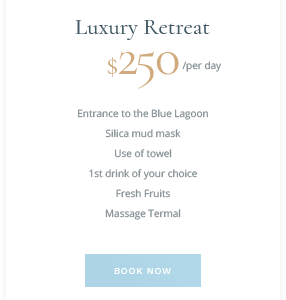 Luxury Retreat
$250 /per day
Entrance to the Blue Lagoon
Silica mud mask
Use of towel
1st drink of your choice
Fresh Fruits
Massage Termal
BOOK NOW